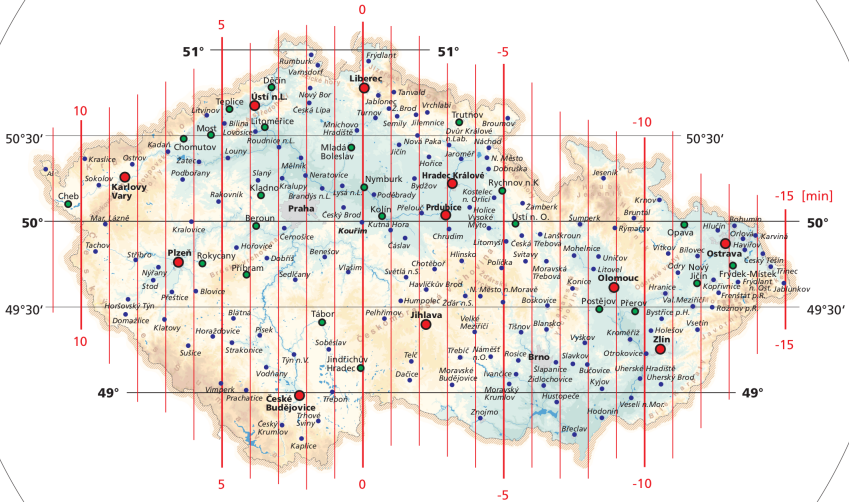 0
5
51°
51°
-5
Rumburk
Varnsdorf
Frýdlant
Děčín
Liberec
Ústí n.L.
Nový Bor
Jablonec
Tanvald
Teplice
Litvínov
Česká Lípa
Turnov
Ž.Brod
Vrchlabí
10
Bílina
Litoměřice
Semily
Jilemnice
Trutnov
Broumov
-10
Most
Lovosice
Mnichovo
Hradiště
Dvůr Králové
n.Lab.
50°30'
Chomutov
Roudnice n.L.
Nová Paka
Náchod
50°30'
Kadaň
Mladá
Boleslav
Jičín
Jaroměř
Kraslice
Ostrov
Žatec
Louny
Mělník
Hořice
N. Město
Aš
Podbořany
Slaný
Neratovice
Nymburk
Hradec Králové
Dobruška
Jeseník
Sokolov
Karlovy
Vary
Kladno
Kralupy
Lysá n.L.
Bydžov
Rychnov n.K
Cheb
Rakovník
Brandýs n.L.
Poděbrady
Kostelec
n. Orlicí
Krnov
-15 [min]
Praha
Kolín
Přelouč
Prdubice
Holice
Žamberk
Bruntál
Mar. Lázně
Beroun
Český Brod
Vysoké
Mýto
Ústí n. O.
Šumperk
Opava
Hlučín
Bohumín
50°
Kralovice
Kouřim
Kutná Hora
Rýmařov
50°
Orlová
Karviná
Černošice
Čáslav
Chrudim
Litomyšl
Česká
Třebova
Lanškroun
Ostrava
Havířov
Tachov
Hořovice
Benešov
Mohelnice
Vítkov
Bílovec
Český Těšín
Stříbro
Plzeň
Rokycany
Dobříš
Hlinsko
Svitavy
Uničov
Třinec
Nýřany
Příbram
Vlašim
Chotěboř
Polička
Moravská
Třebova
Litovel
Odry
Nový
Jičín
Frýdek-Místek
Stod
Sedlčany
Světlá n.S.
Olomouc
Frýdlant
n.Ost.
Jablunkov
Přeštice
Blovice
Havlíčkův Brod
N. Město n.Moravě
Konice
Hranice
Kopřivnice
Frenštát p.R.
Horšovský Týn
Humpolec
Žďár n.S.
Boskovice
Postějov
Přerov
Val.Meziříčí
Rožnov p.R.
49°30'
Domažlice
Blatná
Tábor
Pelhřimov
Bystřice p.H.
49°30'
Klatovy
Horažďovice
Písek
Jihlava
Velké
Meziříčí
Tišnov
Blansko
Kroměříž
Holešov
Vsetín
10
Strakonice
Soběslav
Vyškov
Zlín
-15
Sušice
Týn n.V.
Jindřichův
Hradec
Telč
Třebíč
Náměšť
n.O.
Rosice
Brno
Slavkov
Otrokovice
Vodňany
Dačice
Moravské
Budějovice
Ivančice
Šlapanice
Bučovice
Uherské Hradiště
Vimperk
Židlochovice
Kyjov
Uherský Brod
49°
Prachatice
České
Budějovice
Třeboň
Moravský
Krumlov
Hustopeče
49°
Trhové
Sviny
Znojmo
Hodonín
Veselí n.Mor.
Český
Krumlov
Břeclav
Kaplice
5
0
-5
-10